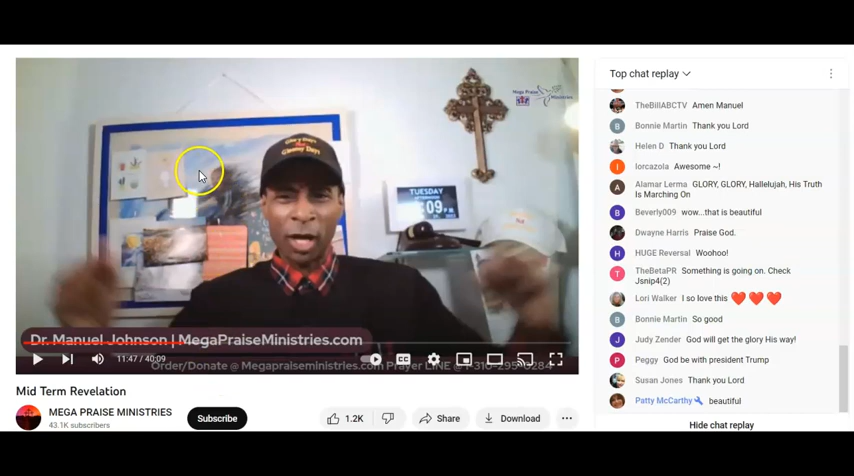 Mega Praise
Ministries
Glory Days
Gloomy Days
TUESDAY
:09
Dr. Manuel Johnson | MegaPraiseMinistries.com
11:47 / 40:09
Order/Donate @ Megapraiseministries.com Prayer LINE @
Mid Term Revelation
MEGA PRAISE MINISTRIES
43.1K subscribers
Subscribe
1.2K
Share
Download
Top chat replay
TheBillABCTV Amen Manuel
Bonnie Martin Thank you Lord
Helen D Thank you Lord
lorcazola Awesome ~!
Alamar Lerma GLORY, GLORY, Hallelujah, His Truth
Is Marching On
Beverly009 wow...that is beautiful
Dwayne Harris Praise God.
HUGE Reversal Woohoo!
TheBetaPR Something is going on. Check
Jsnip4(2)
Lori Walker I so love this ❤️ ❤️ ❤️
Bonnie Martin So good
Judy Zender God will get the glory His way!
Peggy God be with president Trump
Susan Jones Thank you Lord
Patty McCarthy beautiful
Hide chat replay